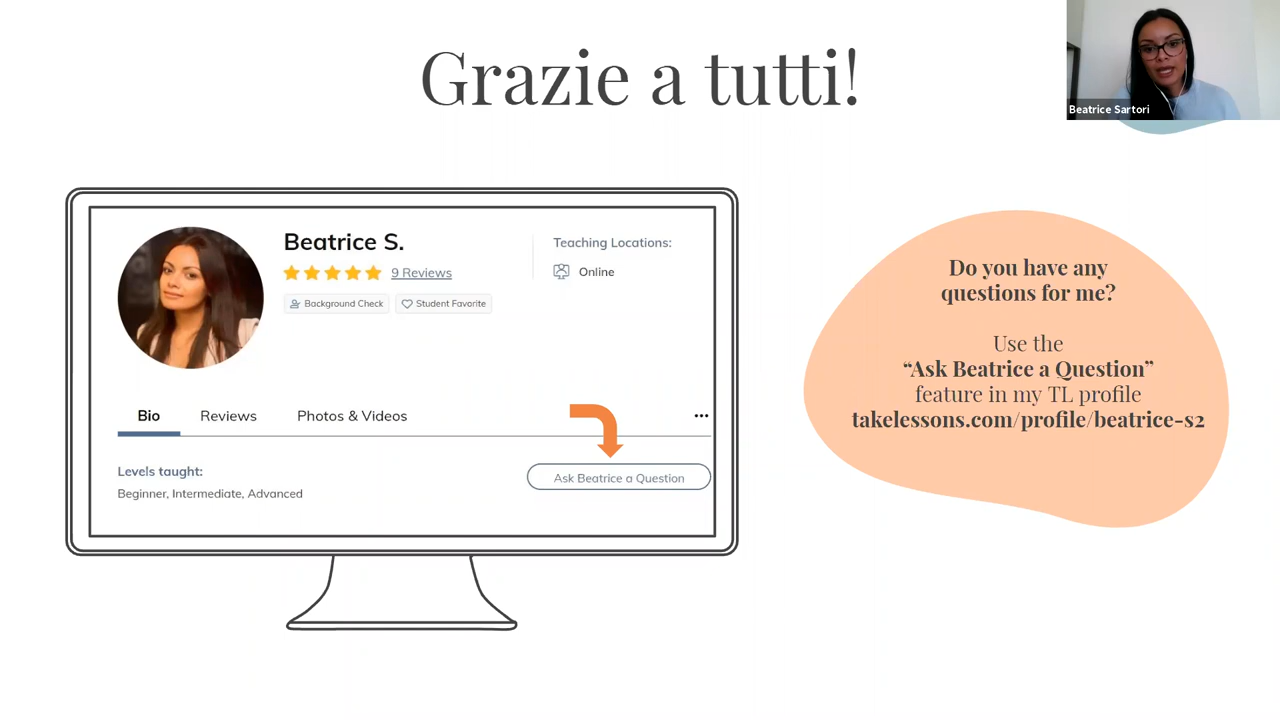 Grazie a tutti!
Beatrice Sartori
Beatrice S.
9 Reviews
Background Check
Student Favorite
Teaching Locations:
Online
Bio
Reviews
Photos & Videos
•••
Levels taught:
Beginner, Intermediate, Advanced
Ask Beatrice a Question
Do you have any
questions for me?
Use the
“Ask Beatrice a Question”
feature in my TL profile
takelessons.com/profile/beatrice-s2